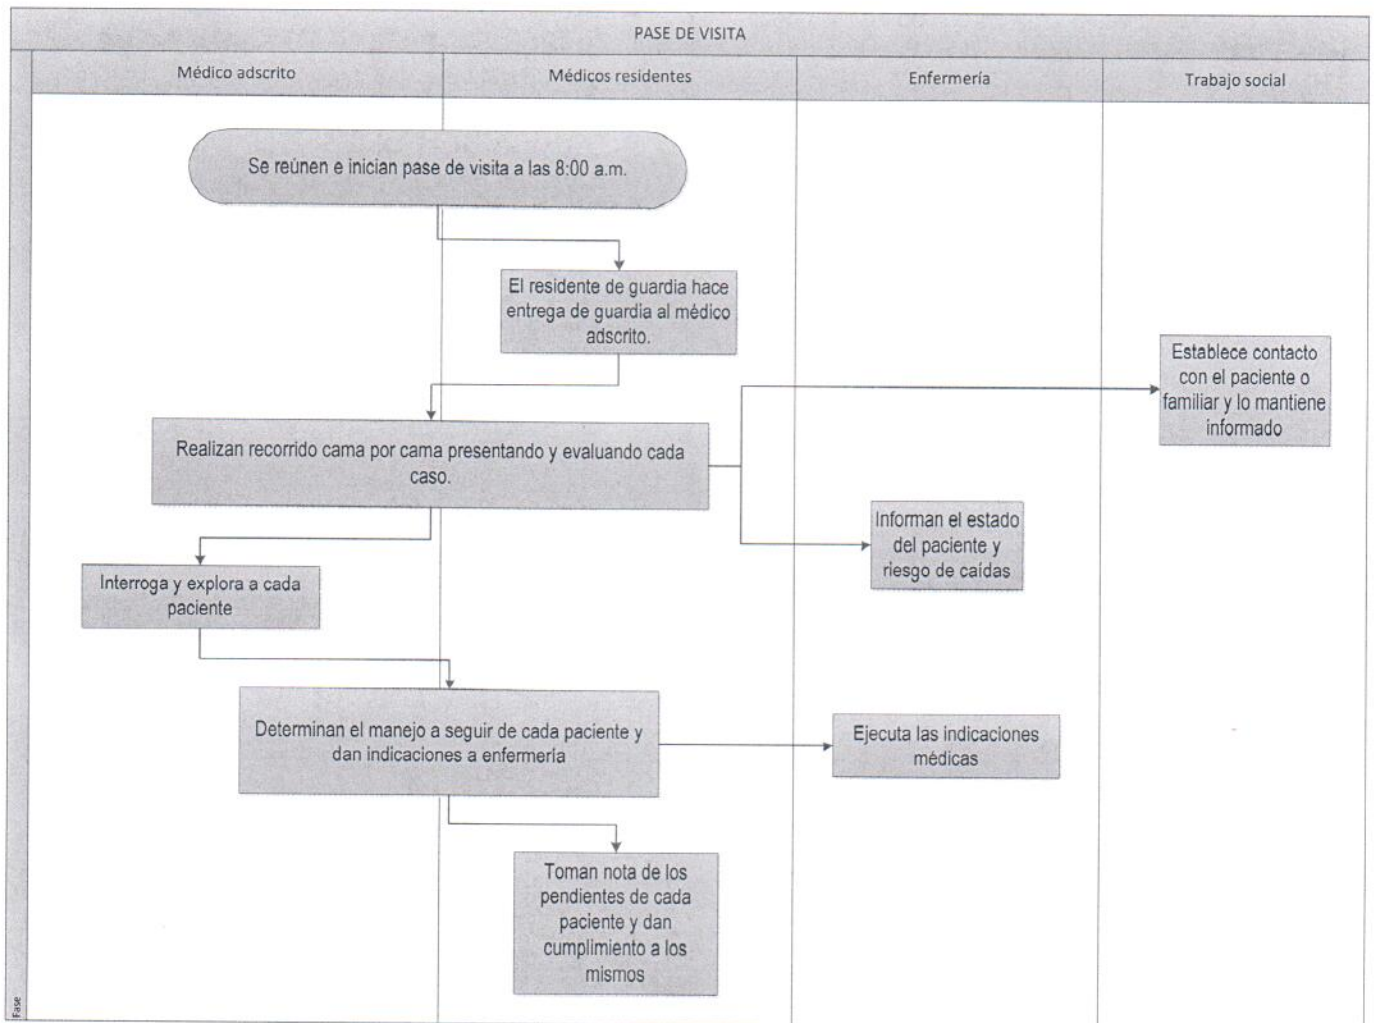 PASE DE VISITA
Médico adscrito
Médicos residentes
Enfermería
Trabajo social
Se reúnen e inician pase de visita a las 8:00 a.m.
El residente de guardia hace
entrega de guardia al médico
adscrito.
Establece contacto
con el paciente o
familiar y lo mantiene
informado
Realizan recorrido cama por cama presentando y evaluando cada
caso.
Informan el estado
del paciente y
riesgo de caídas
Interroga y explora a cada
paciente
Determinan el manejo a seguir de cada paciente y
dan indicaciones a enfermería
Ejecuta las indicaciones
médicas
Toman nota de los
pendientes de cada
paciente y dan
cumplimiento a los
mismos
Fase